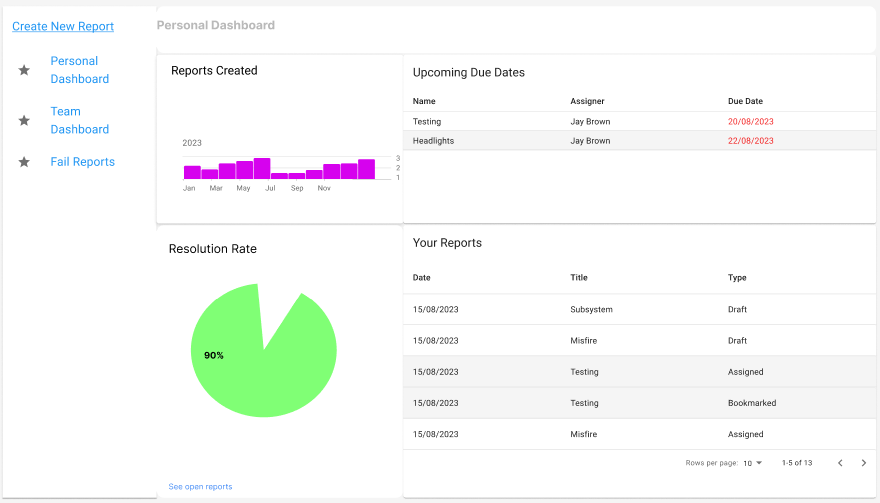 Create New Report
Personal
Dashboard
Team
Dashboard
Fail Reports
Personal Dashboard
Reports Created
2023
3
2
1
Jan Mar May Jul Sep Nov
Upcoming Due Dates
Name Assigner Due Date
Testing Jay Brown 20/08/2023
Headlights Jay Brown 22/08/2023
Resolution Rate
90%
See open reports
Your Reports
Date Title Type
15/08/2023 Subsystem Draft
15/08/2023 Misfire Draft
15/08/2023 Testing Assigned
15/08/2023 Testing Bookmarked
15/08/2023 Misfire Assigned
Rows per page: 10 1-5 of 13